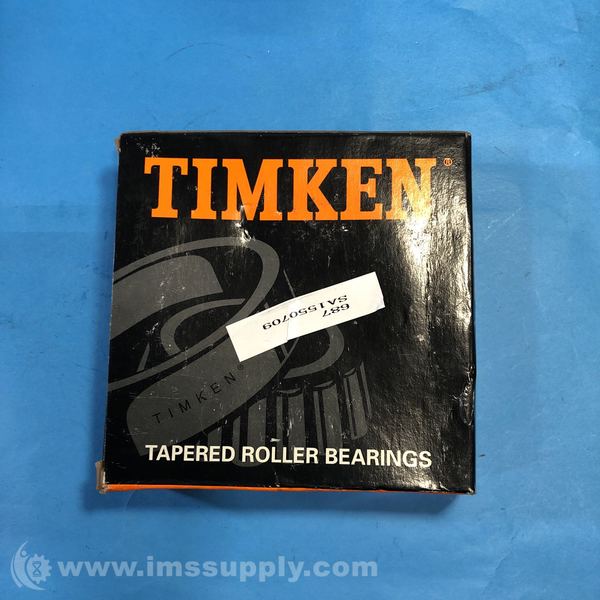 TIMKEN®
687
SA1550709
TIMKEN®
TAPERED ROLLER BEARINGS
www.imssupply.com